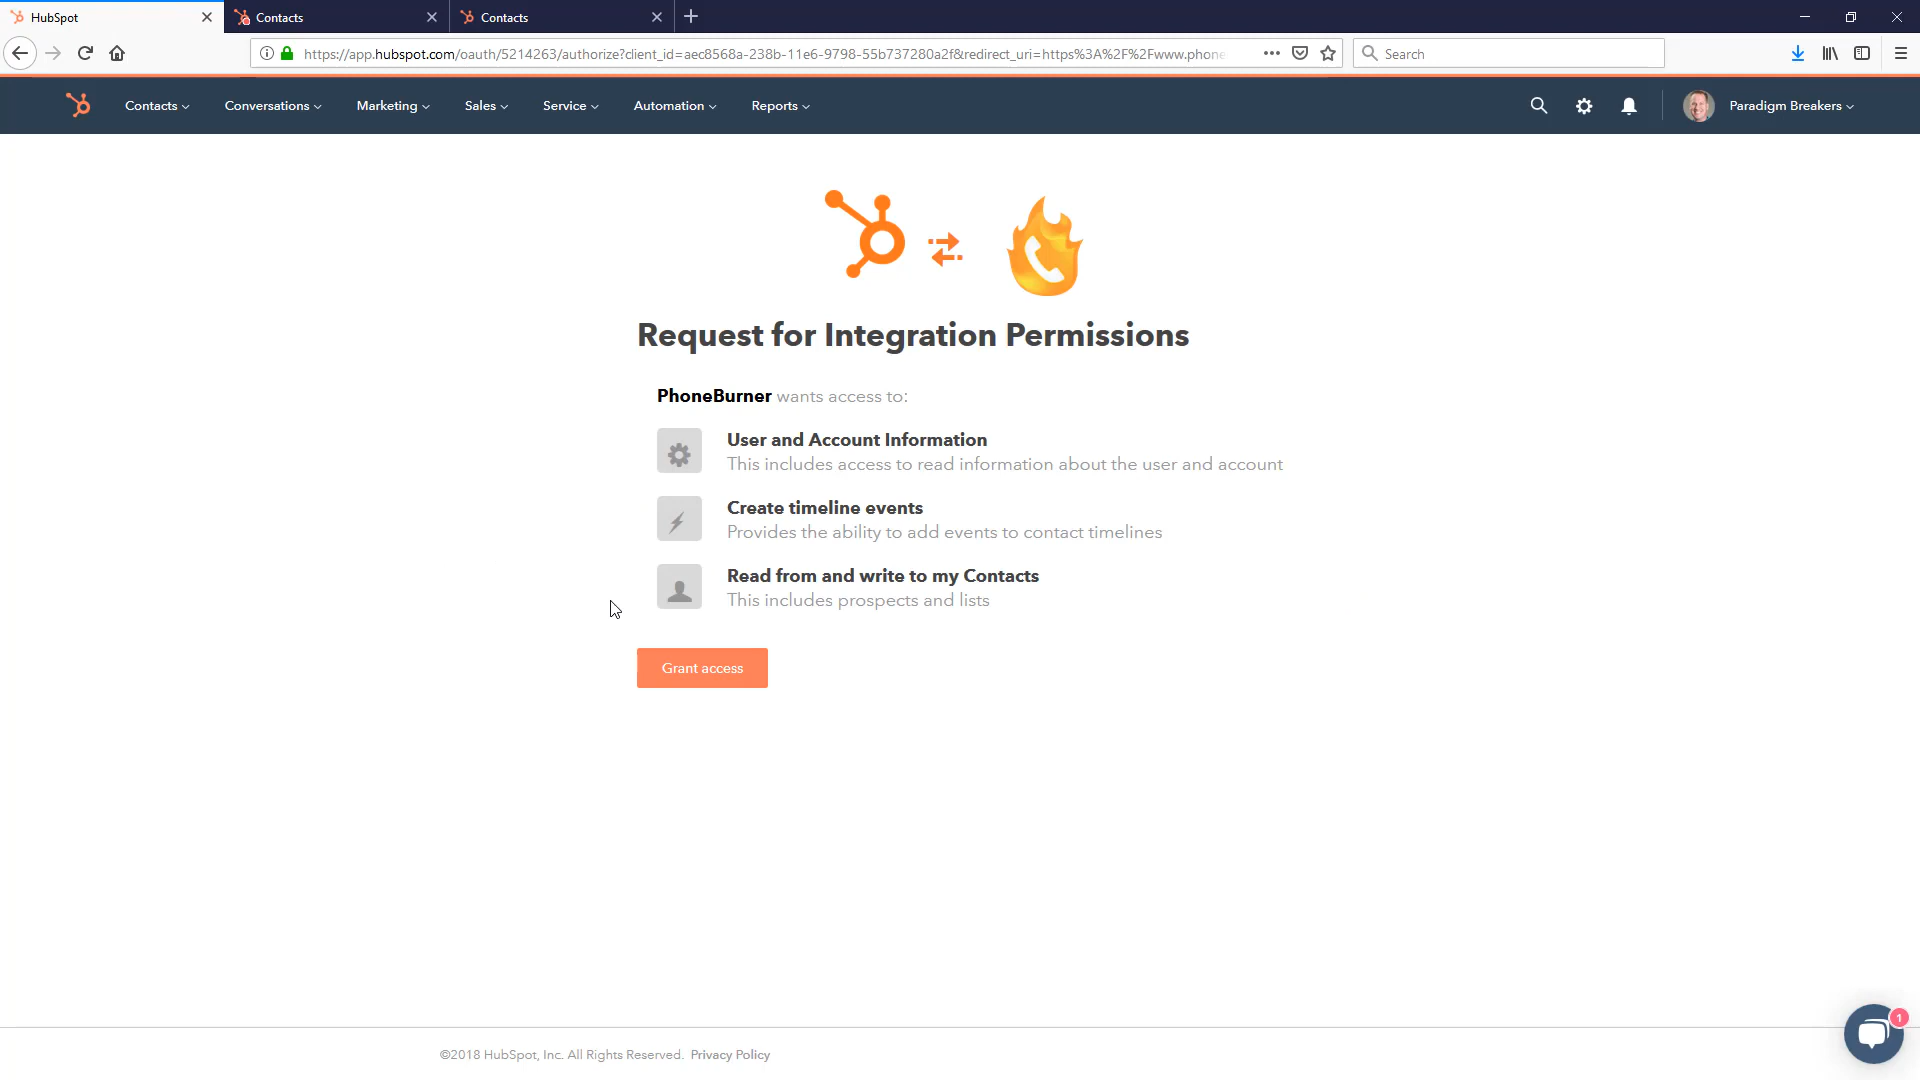 HubSpot
Contacts
Contacts
https://app.hubspot.com/oauth/5214263/authorize?client_id=aec8568a-238b-11e6-9798-55b737280a2f&redirect_uri=https%3A%2F%2Fwww.phone
Search
Contacts
Conversations
Marketing
Sales
Service
Automation
Reports
Paradigm Breakers
Request for Integration Permissions
PhoneBurner wants access to:
User and Account Information
This includes access to read information about the user and account
Create timeline events
Provides the ability to add events to contact timelines
Read from and write to my Contacts
This includes prospects and lists
Grant access
1
©2018 HubSpot, Inc. All Rights Reserved. Privacy Policy